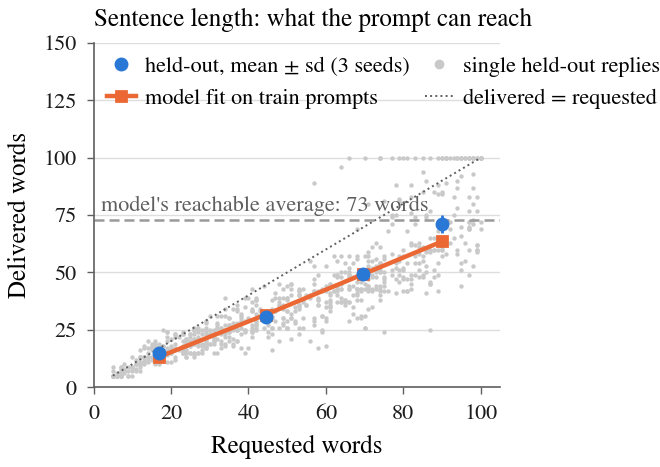 Sentence length: what the prompt can reach
150
125
100
75
50
25
0
Delivered words
held-out, mean ± sd (3 seeds)
single held-out replies
model fit on train prompts
delivered = requested
model's reachable average: 73 words
0 20 40 60 80 100
Requested words